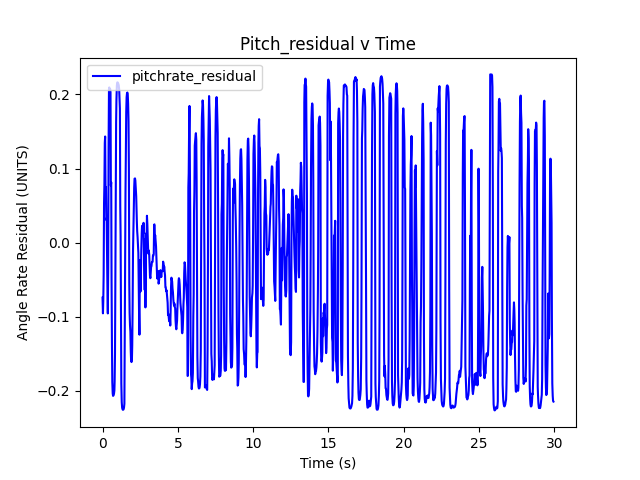 Pitch_residual v Time
pitchrate_residual
Angle Rate Residual (UNITS)
0.2
0.1
0.0
−0.1
−0.2
0 5 10 15 20 25 30
Time (s)